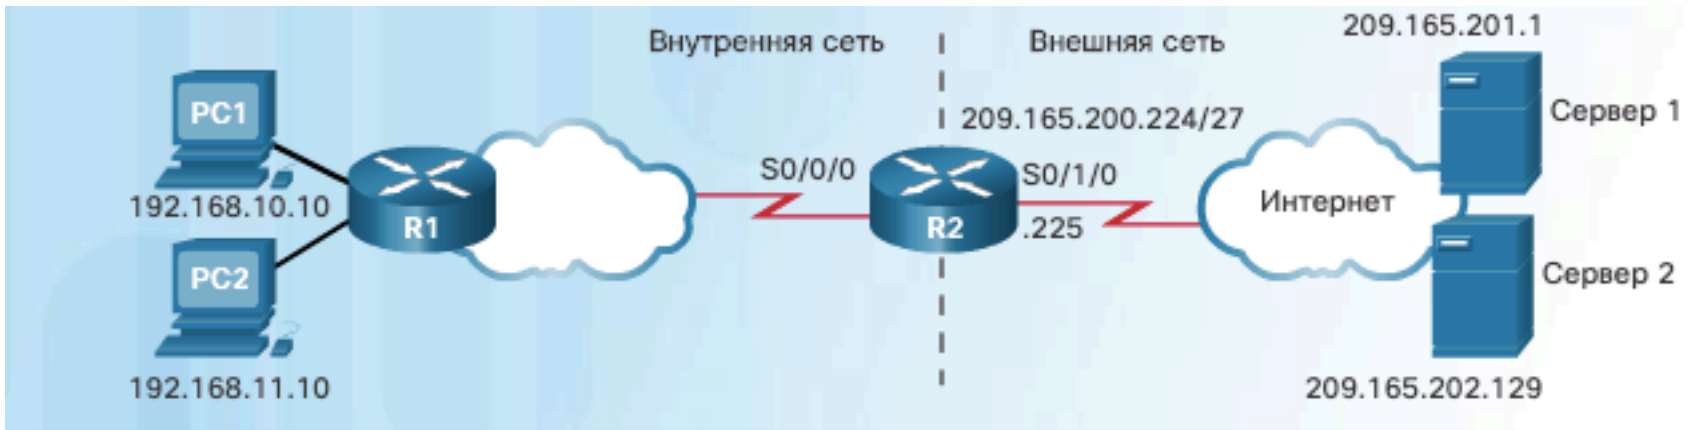 Внутренняя сеть
Внешняя сеть
209.165.201.1
PC1
Сервер 1
209.165.200.224/27
S0/0/0
S0/1/0
192.168.10.10
Интернет
R1
R2
.225
PC2
Сервер 2
192.168.11.10
209.165.202.129